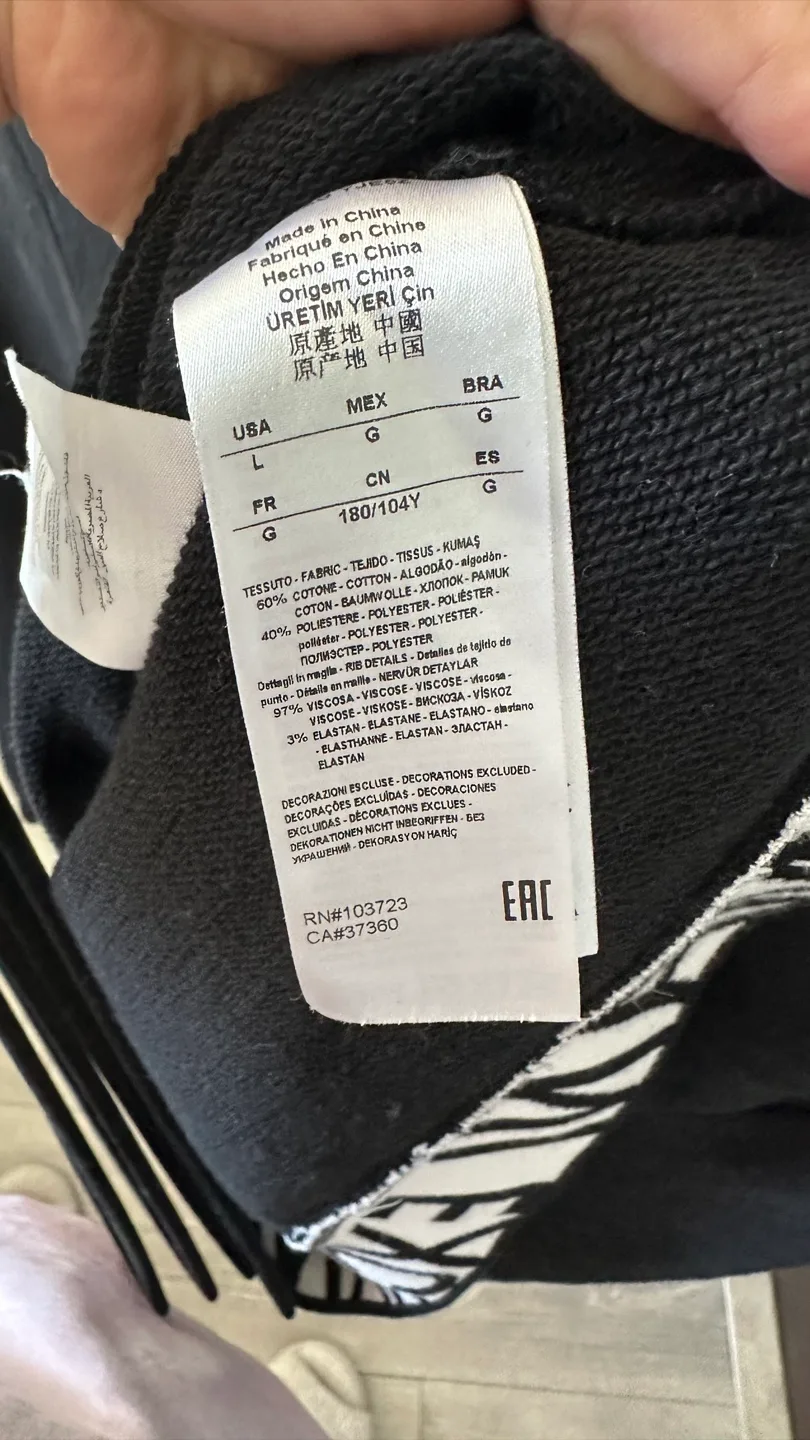 Made in China
Fabriqué en Chine
Hecho En China
Origem China
ÜRETİM YERİ Çin
原產地 中國
原产地 中国
USA MEX BRA
L G G
FR CN ES
G 180/104Y G
TESSUTO - FABRIC - TEJIDO - TISSUS - KUMAŞ
60% COTONE - COTTON - ALGODÃO - algodón -
COTON - BAUMWOLLE - ХЛОПОК - PAMUK
40% POLIESTERE - POLYESTER - POLIÉSTER -
poliéster - POLYESTER - POLYESTER -
ПОЛИЭСТЕР - POLYESTER
Dettagli in maglia - RIB DETAILS - Detalles de tejido de
punto - Détails en maille - NERVÜR DETAYLAR
97% VISCOSA - VISCOSE - VISCOSE - viscosa -
VISCOSE - VISKOSE - ВИСКОЗА - VİSKOZ
3% ELASTAN - ELASTANE - ELASTANO - elastano
- ELASTHANNE - ELASTAN - ЭЛАСТАН -
ELASTAN
DECORAZIONI ESCLUSE - DECORATIONS EXCLUDED -
DECORAÇÕES EXCLUÍDAS - DECORACIONES
EXCLUIDAS - DÉCORATIONS EXCLUES -
DEKORATIONEN NICHT INBEGRIFFEN - БЕЗ
УКРАШЕНИЙ - DEKORASYON HARİÇ
RN#103723
CA#37360
EAC